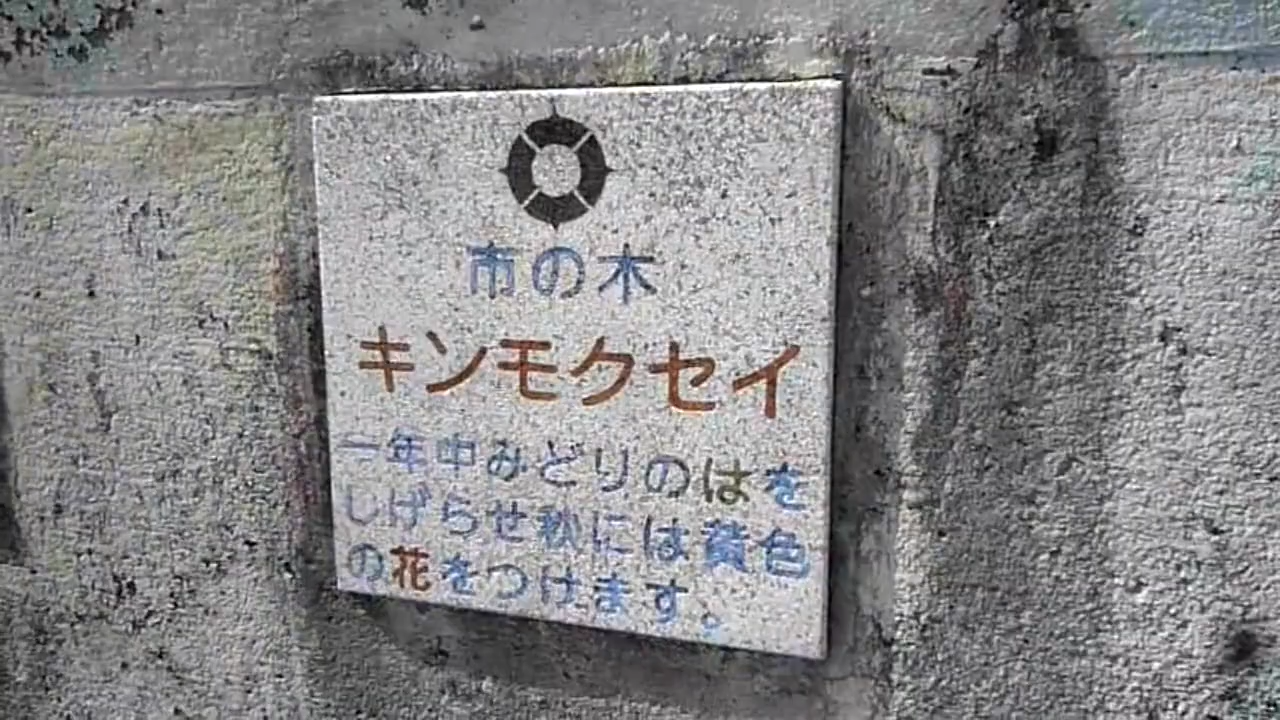 市の木
キンモクセイ
一年中みどりのはを
しげらせ秋には黄色
の花をつけます。